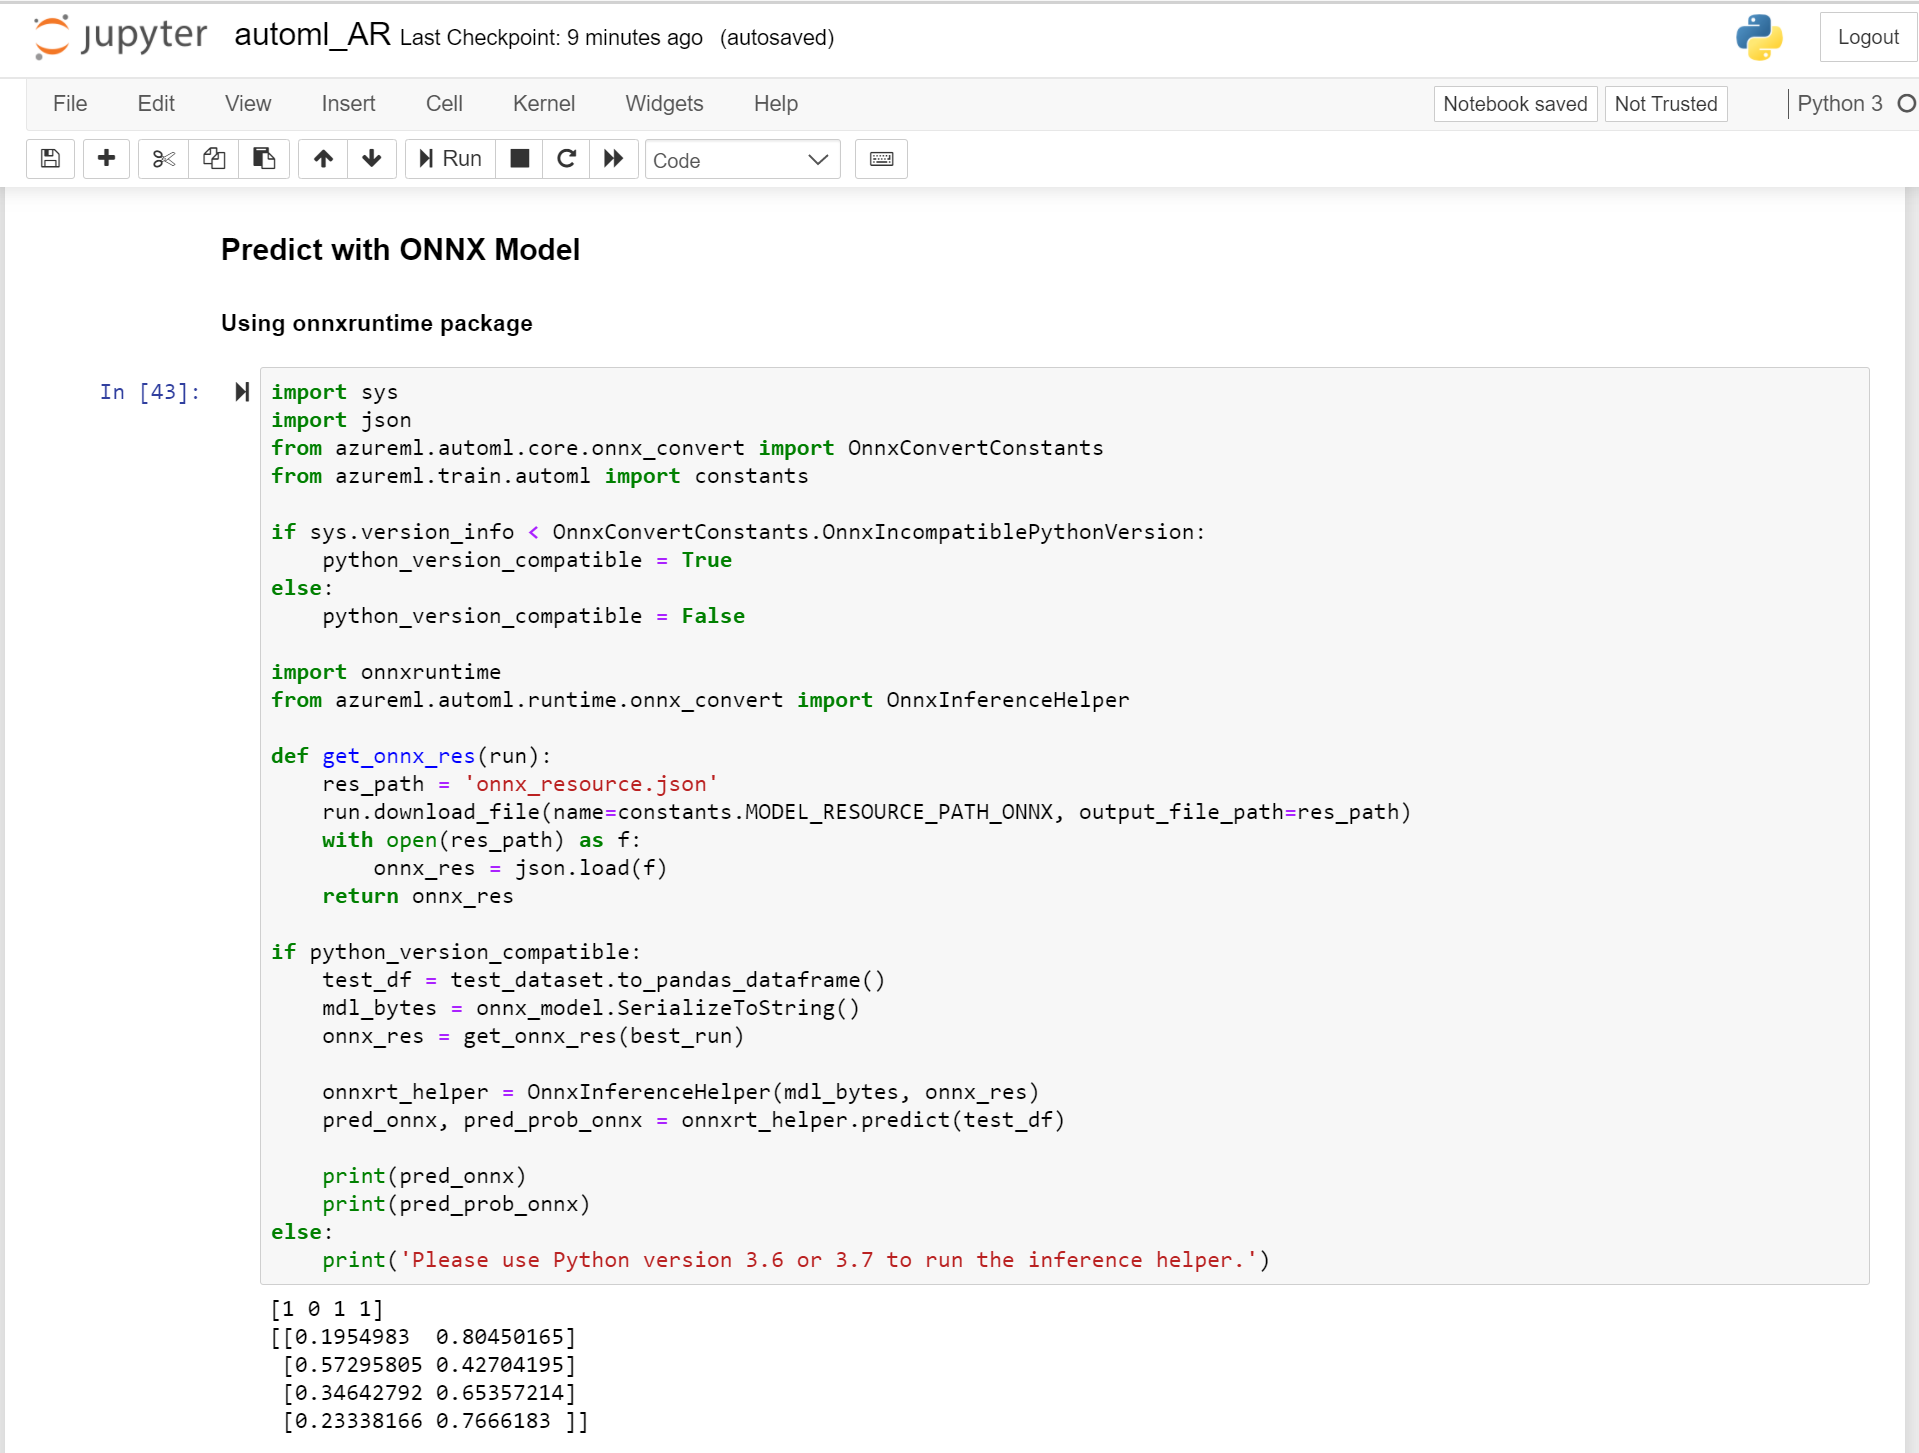 jupyter automl_AR Last Checkpoint: 9 minutes ago (autosaved) Logout
File Edit View Insert Cell Kernel Widgets Help Notebook saved Not Trusted Python 3
Run Code
Predict with ONNX Model
Using onnxruntime package
In [43]:
import sys
import json
from azureml.automl.core.onnx_convert import OnnxConvertConstants
from azureml.train.automl import constants

if sys.version_info < OnnxConvertConstants.OnnxIncompatiblePythonVersion:
    python_version_compatible = True
else:
    python_version_compatible = False

import onnxruntime
from azureml.automl.runtime.onnx_convert import OnnxInferenceHelper

def get_onnx_res(run):
    res_path = 'onnx_resource.json'
    run.download_file(name=constants.MODEL_RESOURCE_PATH_ONNX, output_file_path=res_path)
    with open(res_path) as f:
        onnx_res = json.load(f)
    return onnx_res

if python_version_compatible:
    test_df = test_dataset.to_pandas_dataframe()
    mdl_bytes = onnx_model.SerializeToString()
    onnx_res = get_onnx_res(best_run)

    onnxrt_helper = OnnxInferenceHelper(mdl_bytes, onnx_res)
    pred_onnx, pred_prob_onnx = onnxrt_helper.predict(test_df)

    print(pred_onnx)
    print(pred_prob_onnx)
else:
    print('Please use Python version 3.6 or 3.7 to run the inference helper.')
[1 0 1 1]
[[0.1954983  0.80450165]
 [0.57295805 0.42704195]
 [0.34642792 0.65357214]
 [0.23338166 0.7666183 ]]